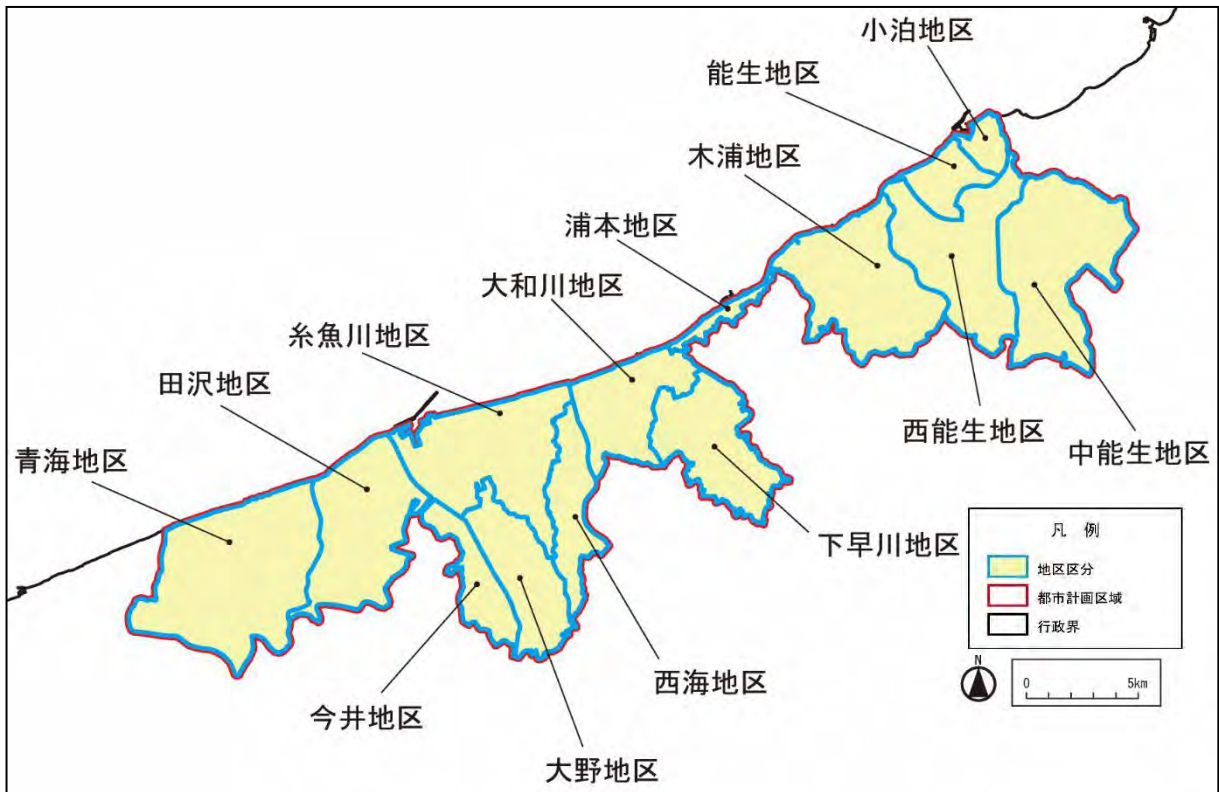 小泊地区
能生地区
木浦地区
浦本地区
大和川地区
糸魚川地区
田沢地区
青海地区
西能生地区
中能生地区
下早川地区
西海地区
今井地区
大野地区
凡 例
地区区分
都市計画区域
行政界
N
0 5km